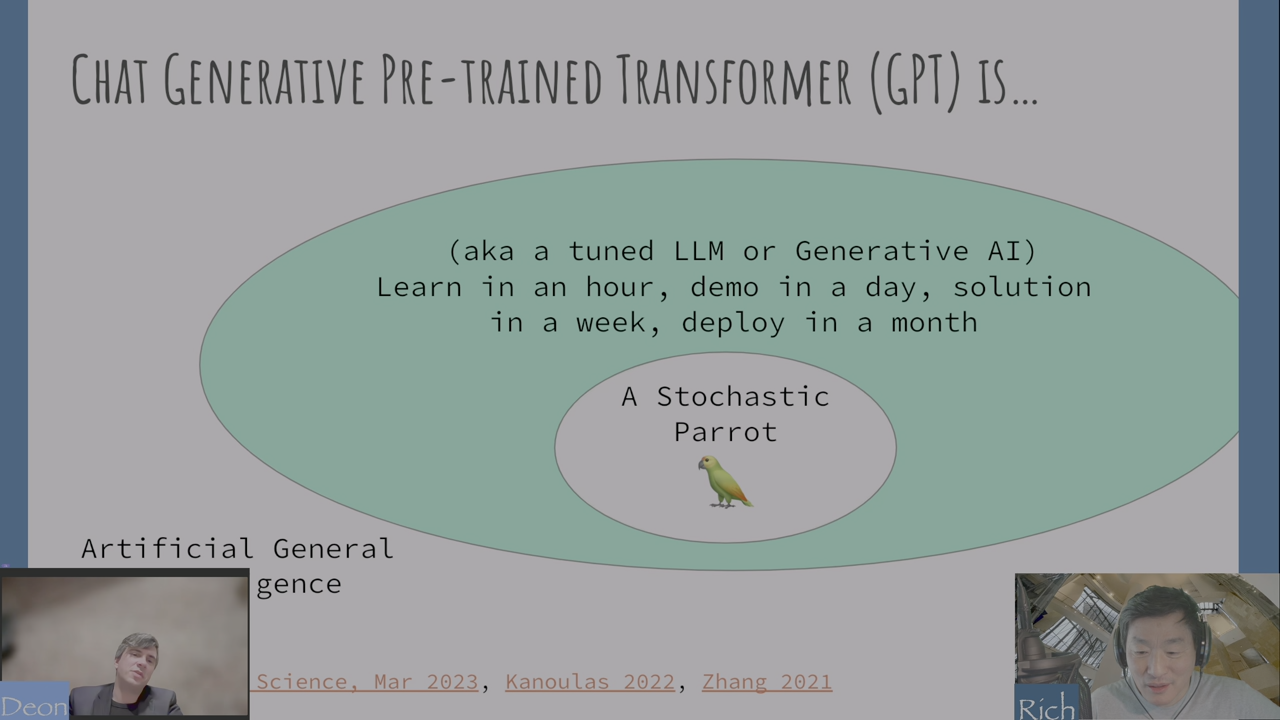 CHAT GENERATIVE PRE-TRAINED TRANSFORMER (GPT) IS...
(aka a tuned LLM or Generative AI)
Learn in an hour, demo in a day, solution
in a week, deploy in a month
A Stochastic
Parrot
Artificial General
gence
Science, Mar 2023, Kanoulas 2022, Zhang 2021
Deon
Rich